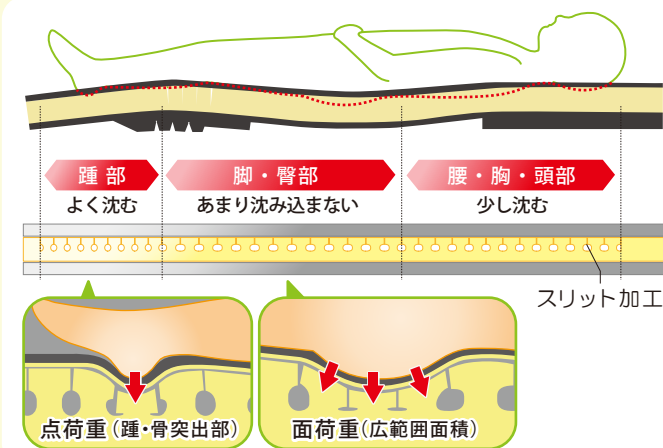 踵部
よく沈む
脚・臀部
あまり沈み込まない
腰・胸・頭部
少し沈む
スリット加工
点荷重(踵・骨突出部)
面荷重(広範囲面積)